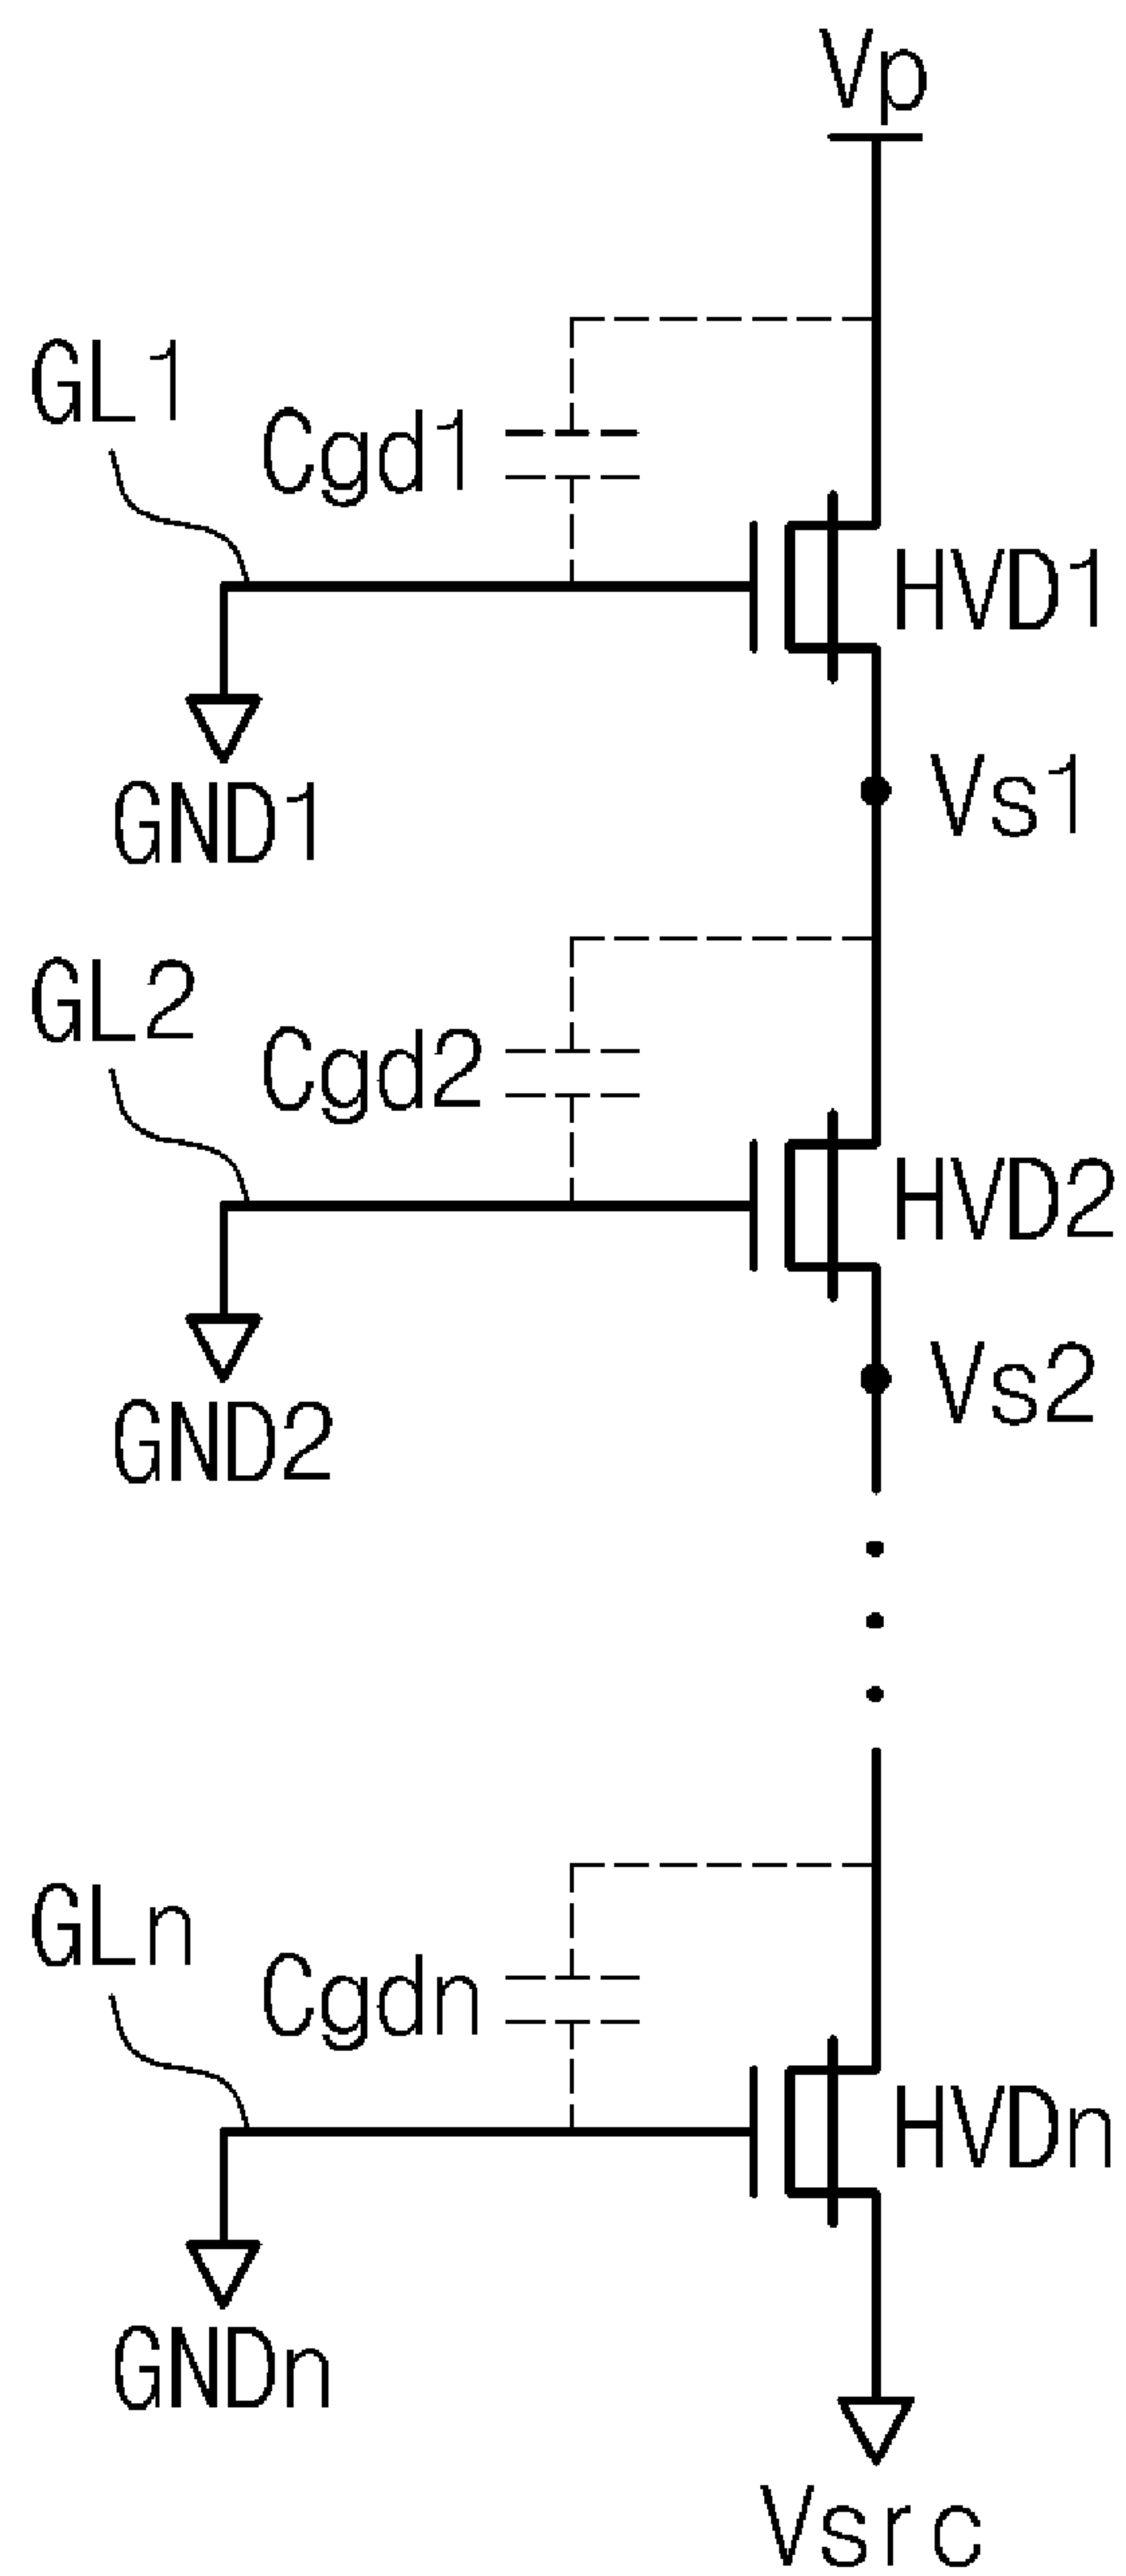 Vp
GL1
Cgd1
HVD1
GND1
Vs1
GL2
Cgd2
HVD2
GND2
Vs2
GLn
Cgdn
HVDn
GNDn
Vsrc